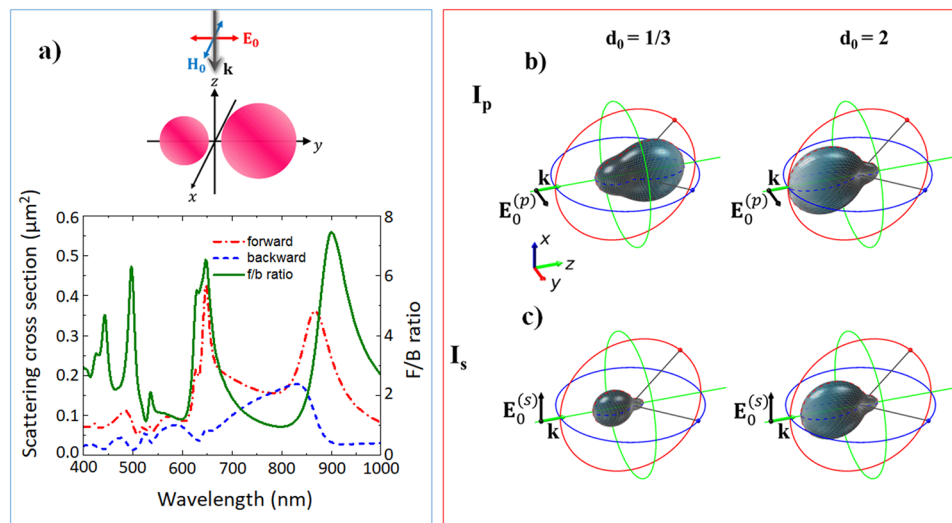 a)
E₀
H₀
k
z
y
x
Scattering cross section (µm²)
0.6
0.5
0.4
0.3
0.2
0.1
0.0
forward
backward
f/b ratio
8
6
4
2
0
F/B ratio
400 500 600 700 800 900 1000
Wavelength (nm)
d₀ = 1/3 d₀ = 2
b)
Iₚ
k k
E₀⁽ᵖ⁾ E₀⁽ᵖ⁾
x
z
y
c)
Iₛ
E₀⁽ˢ⁾ E₀⁽ˢ⁾
k k